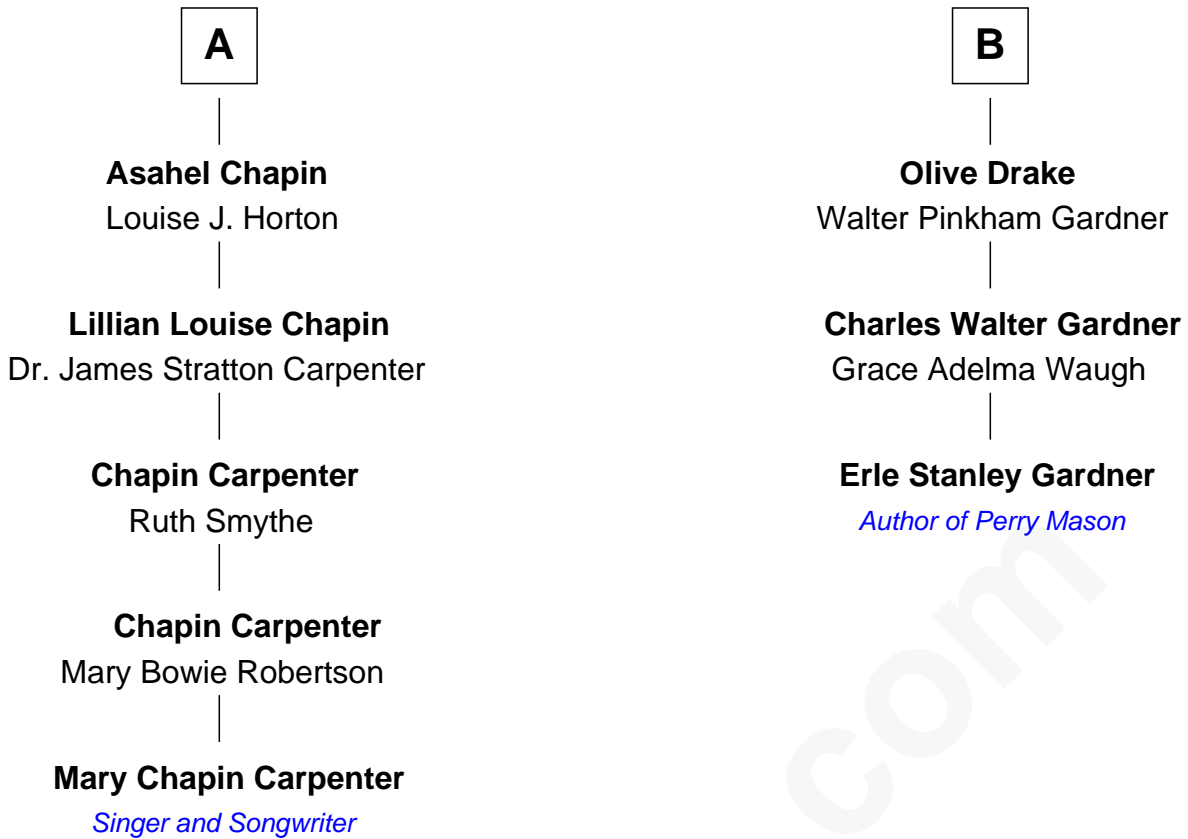 A
Asahel Chapin
Louise J. Horton
Lillian Louise Chapin
Dr. James Stratton Carpenter
Chapin Carpenter
Ruth Smythe
Chapin Carpenter
Mary Bowie Robertson
Mary Chapin Carpenter
Singer and Songwriter
B
Olive Drake
Walter Pinkham Gardner
Charles Walter Gardner
Grace Adelma Waugh
Erle Stanley Gardner
Author of Perry Mason
com